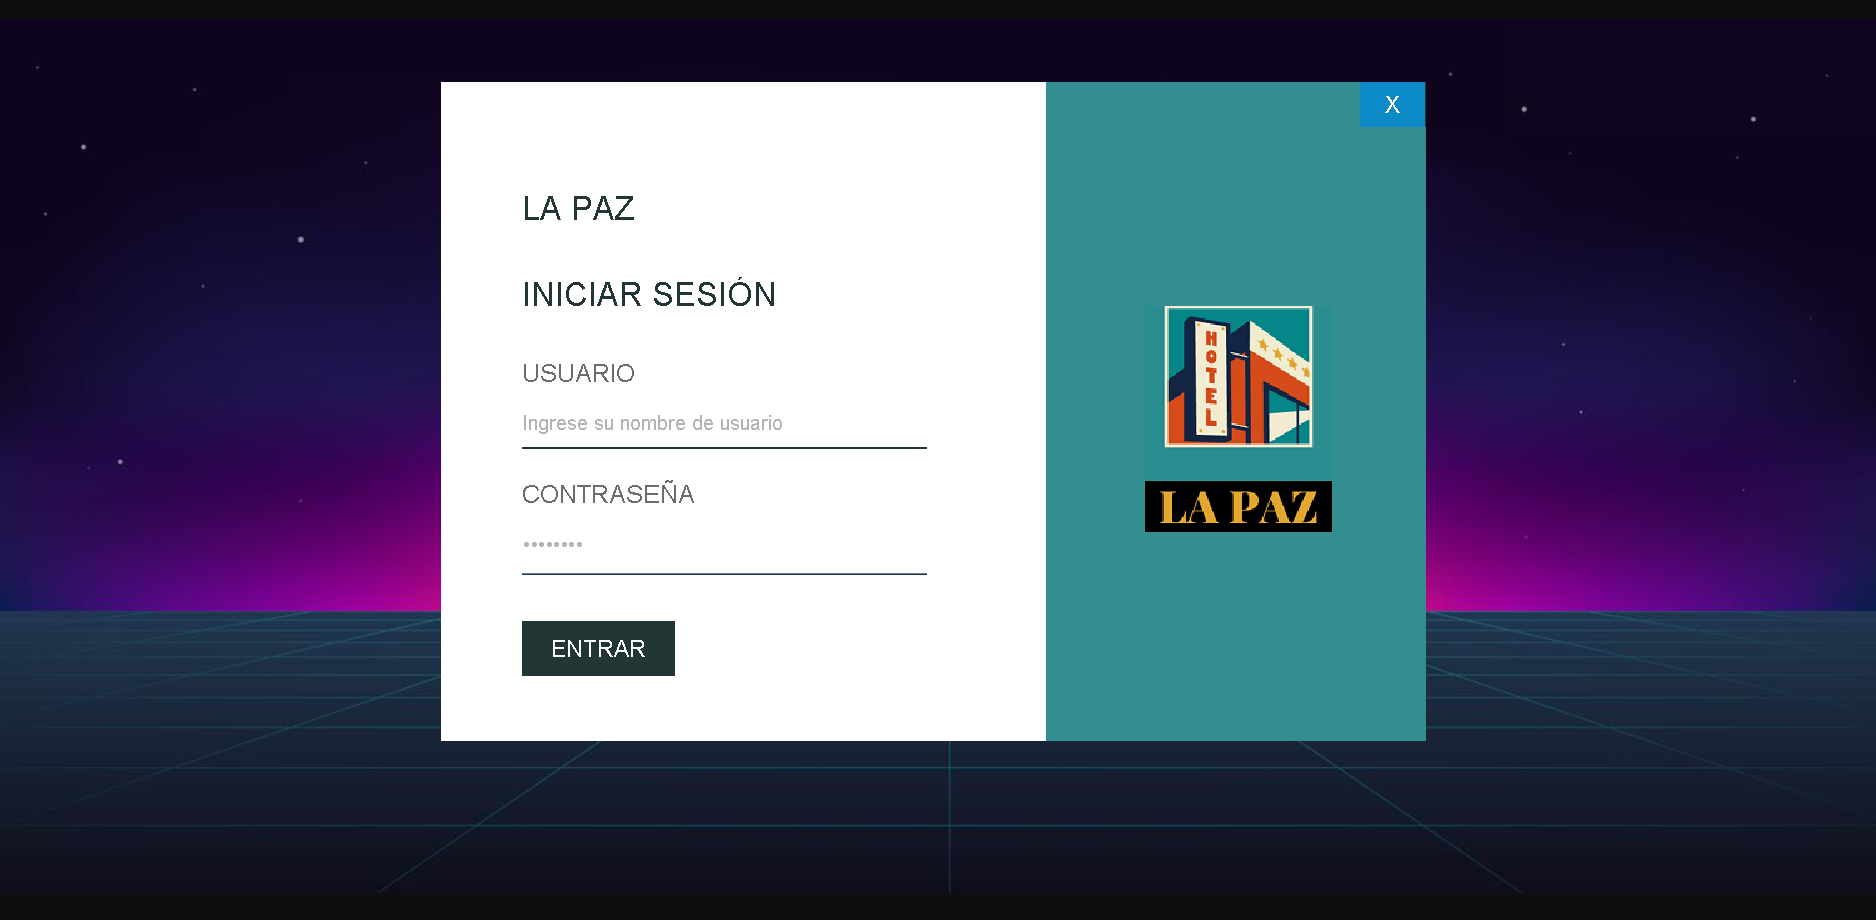 X
LA PAZ
INICIAR SESIÓN
USUARIO
Ingrese su nombre de usuario
CONTRASEÑA
••••••••
ENTRAR
HOTEL
LA PAZ